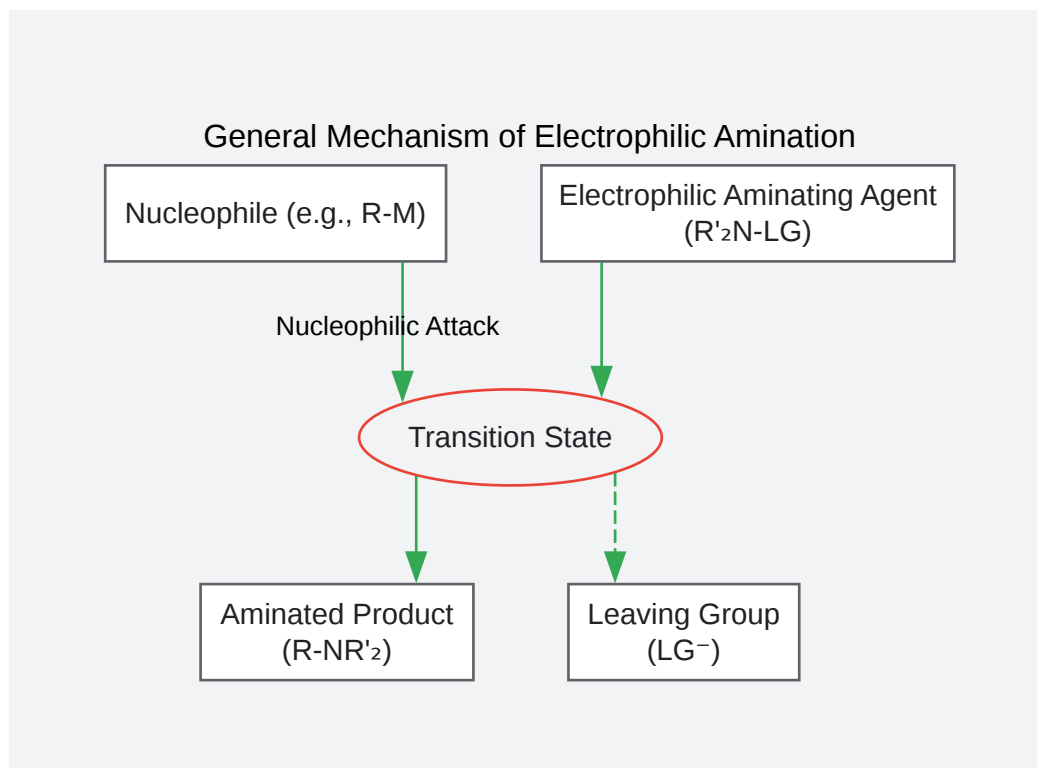 General Mechanism of Electrophilic Amination
Nucleophile (e.g., R-M)
Electrophilic Aminating Agent
(R'₂N-LG)
Nucleophilic Attack
Transition State
Aminated Product
(R-NR'₂)
Leaving Group
(LG⁻)